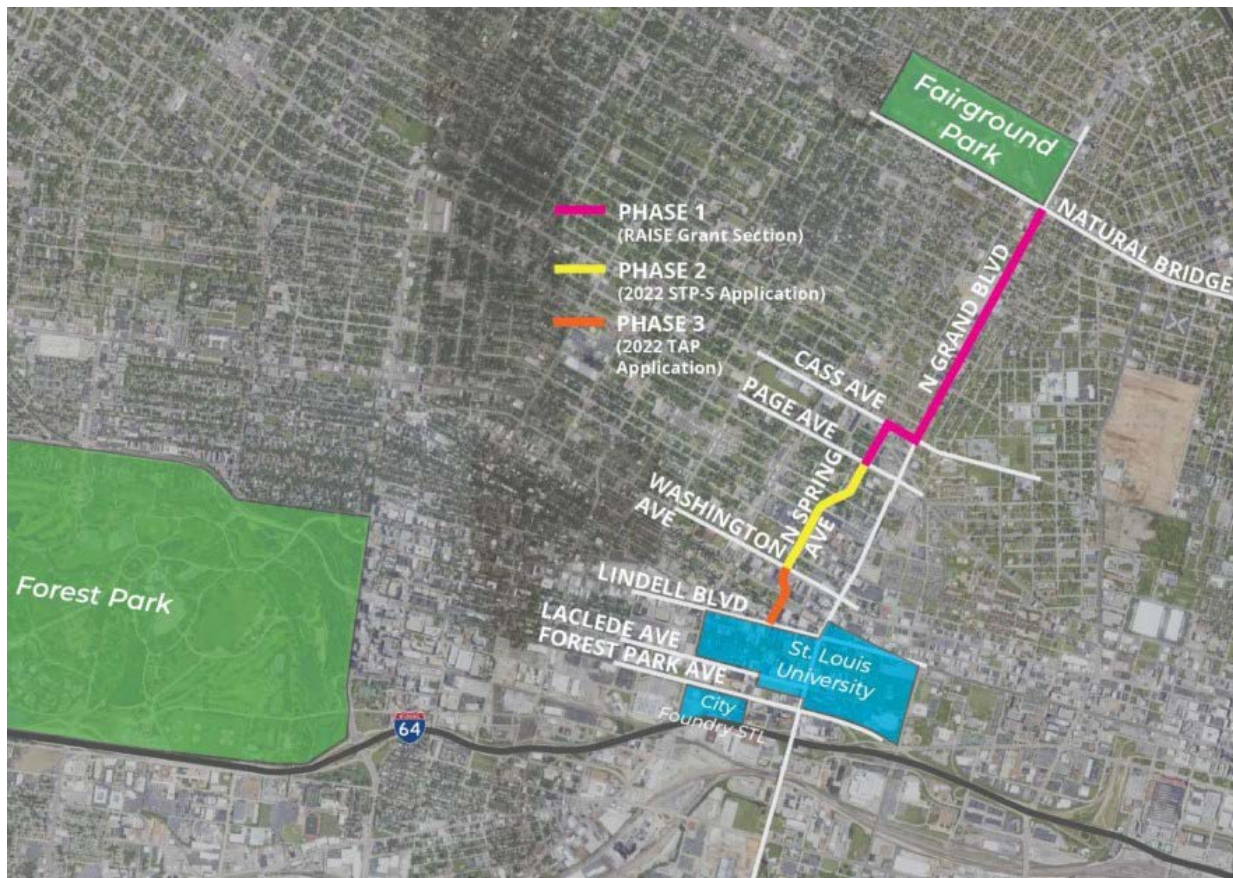 Fairground
Park
PHASE 1
(RAISE Grant Section)
PHASE 2
(2022 STP-S Application)
PHASE 3
(2022 TAP
Application)
NATURAL BRIDGE
N GRAND BLVD
CASS AVE
PAGE AVE
N SPRING
AVE
WASHINGTON
AVE
LINDELL BLVD
LACLEDE AVE
FOREST PARK AVE
Forest Park
St. Louis
University
City
Foundry STL
64